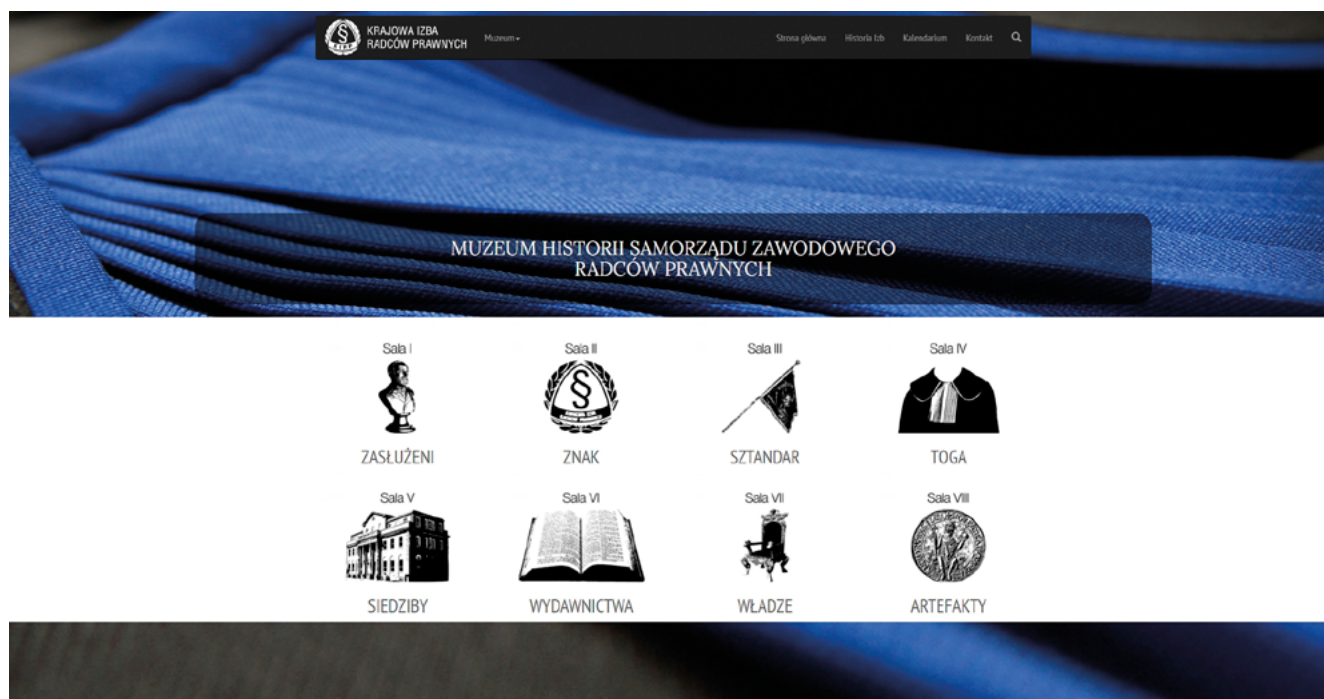 KRAJOWA IZBA
RADCÓW PRAWNYCH
Muzeum
Strona główna Historia Izb Kalendarium Kontakt
MUZEUM HISTORII SAMORZĄDU ZAWODOWEGO
RADCÓW PRAWNYCH
Sala I Sala II Sala III Sala IV
§
ZASŁUŻENI ZNAK SZTANDAR TOGA
Sala V Sala VI Sala VII Sala VIII
SIEDZIBY WYDAWNICTWA WŁADZE ARTEFAKTY